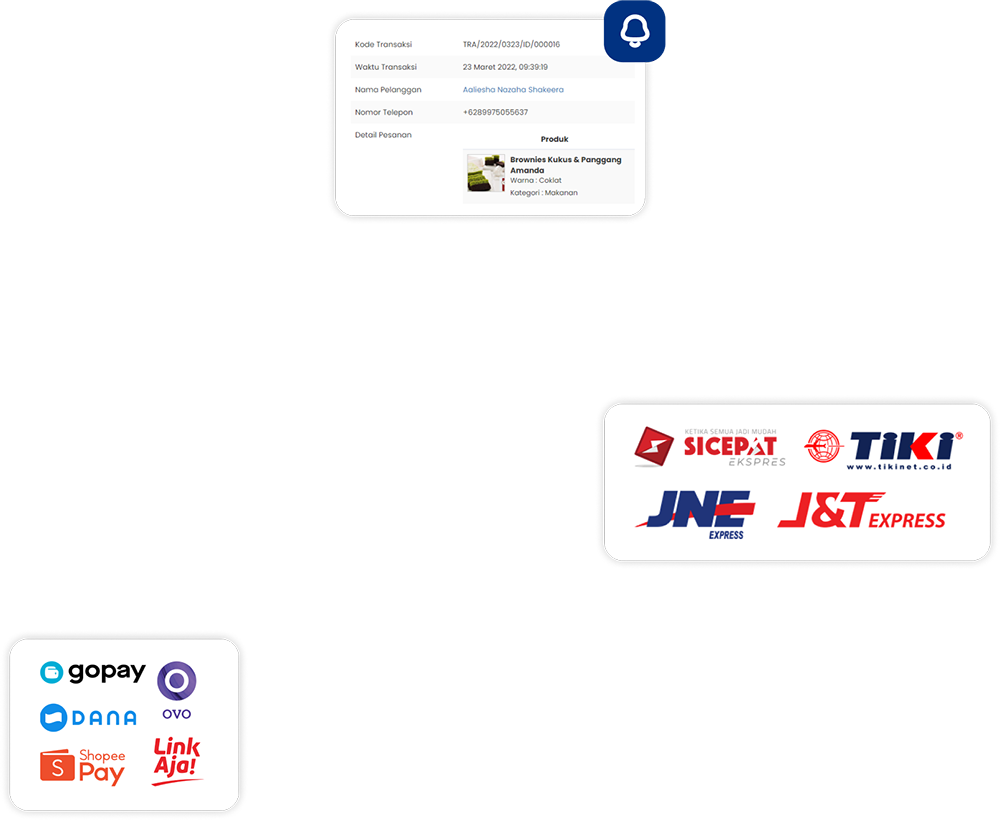 Kode Transaksi TRA/2022/0323/ID/000016
Waktu Transaksi 23 Maret 2022, 09:39:19
Nama Pelanggan Aaliesha Nazaha Shakeera
Nomor Telepon +6289975055637
Detail Pesanan
Produk
Brownies Kukus & Panggang
Amanda
Warna : Coklat
Kategori : Makanan
KETIKA SEMUA JADI MUDAH
SICEPAT
EKSPRES
TiKi®
www.tikinet.co.id
JNE
EXPRESS
J&T EXPRESS
gopay
OVO
DANA
Shopee
Pay
S
Link
Aja!